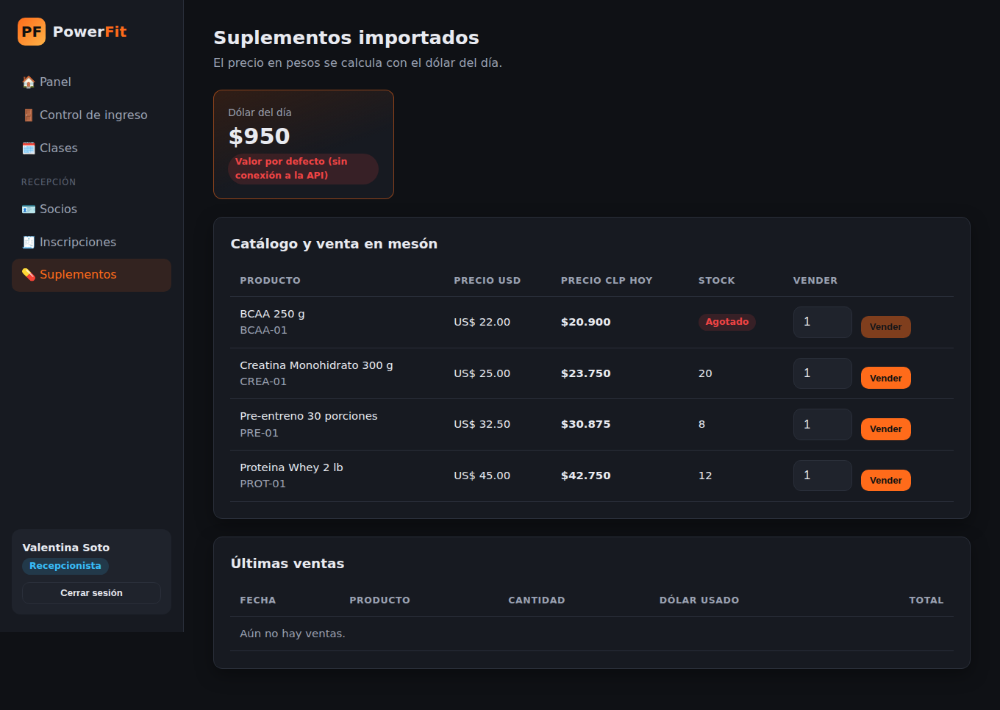 PF PowerFit
Panel
Control de ingreso
Clases
RECEPCIÓN
Socios
Inscripciones
Suplementos
Valentina Soto
Recepcionista
Cerrar sesión
Suplementos importados
El precio en pesos se calcula con el dólar del día.
Dólar del día
$950
Valor por defecto (sin
conexión a la API)
Catálogo y venta en mesón
PRODUCTO PRECIO USD PRECIO CLP HOY STOCK VENDER
BCAA 250 g
BCAA-01
US$ 22.00 $20.900 Agotado 1 Vender
Creatina Monohidrato 300 g
CREA-01
US$ 25.00 $23.750 20 1 Vender
Pre-entreno 30 porciones
PRE-01
US$ 32.50 $30.875 8 1 Vender
Proteina Whey 2 lb
PROT-01
US$ 45.00 $42.750 12 1 Vender
Últimas ventas
FECHA PRODUCTO CANTIDAD DÓLAR USADO TOTAL
Aún no hay ventas.